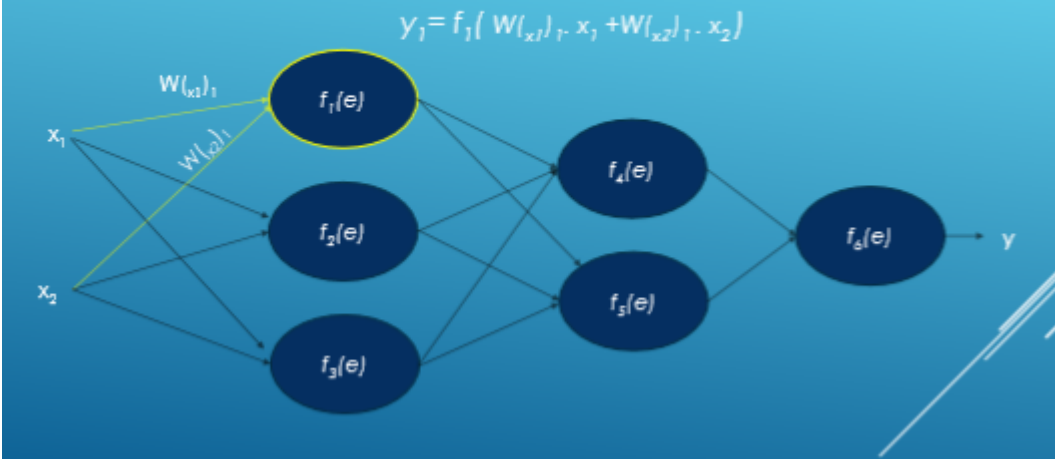 y₁= f₁( W(ₓ₁)₁. x₁ +W(ₓ₂)₁. x₂)
W(ₓ₁)₁
f₁(e)
x₁
W(ₓ₂)₁
f₄(e)
f₂(e)
f₆(e)
y
x₂
f₅(e)
f₃(e)